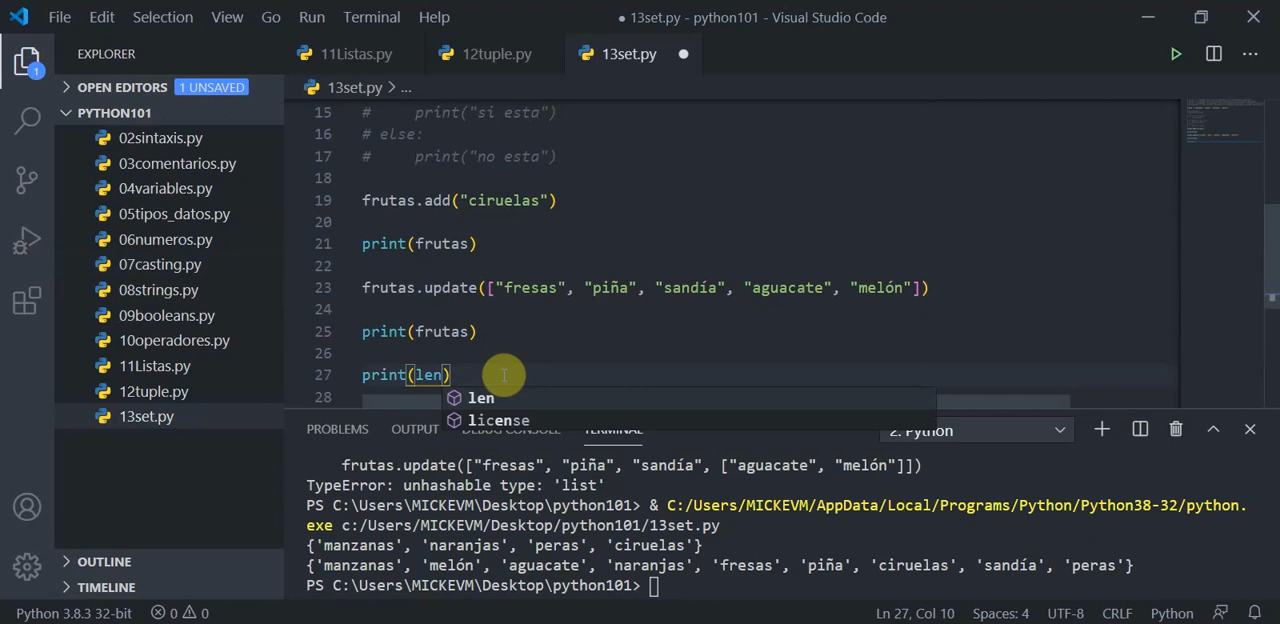 File Edit Selection View Go Run Terminal Help
● 13set.py - python101 - Visual Studio Code
EXPLORER
11Listas.py 12tuple.py 13set.py
OPEN EDITORS 1 UNSAVED
13set.py > ...
1
PYTHON101
02sintaxis.py
03comentarios.py
04variables.py
05tipos_datos.py
06numeros.py
07casting.py
08strings.py
09booleans.py
10operadores.py
11Listas.py
12tuple.py
13set.py
OUTLINE
TIMELINE
15 #     print("si esta")
16 # else:
17 #     print("no esta")
18
19 frutas.add("ciruelas")
20
21 print(frutas)
22
23 frutas.update(["fresas", "piña", "sandía", "aguacate", "melón"])
24
25 print(frutas)
26
27 print(len)
28
len
license
PROBLEMS OUTPUT DEBUG CONSOLE TERMINAL 2: Python
frutas.update(["fresas", "piña", "sandía", ["aguacate", "melón"]])
TypeError: unhashable type: 'list'
PS C:\Users\MICKEVM\Desktop\python101> & C:/Users/MICKEVM/AppData/Local/Programs/Python/Python38-32/python.
exe c:/Users/MICKEVM/Desktop/python101/13set.py
{'manzanas', 'naranjas', 'peras', 'ciruelas'}
{'manzanas', 'melón', 'aguacate', 'naranjas', 'fresas', 'piña', 'ciruelas', 'sandía', 'peras'}
PS C:\Users\MICKEVM\Desktop\python101>
Python 3.8.3 32-bit 0 0 Ln 27, Col 10 Spaces: 4 UTF-8 CRLF Python